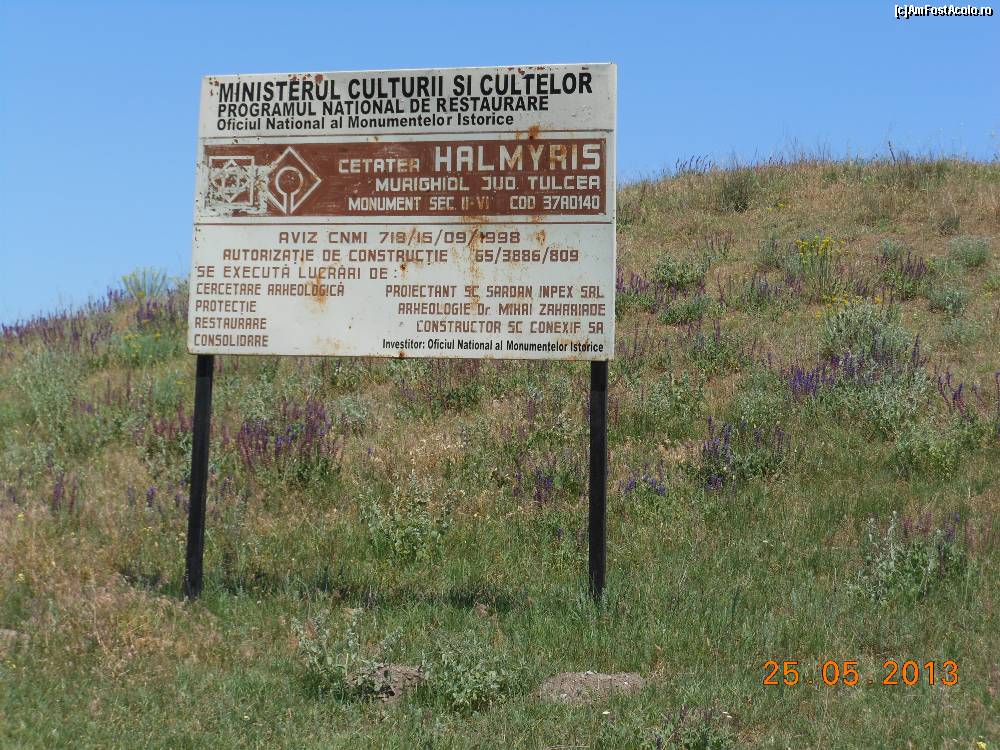 [c]AmFostAcolo.ro
MINISTERUL CULTURII SI CULTELOR
PROGRAMUL NATIONAL DE RESTAURARE
Oficiul National al Monumentelor Istorice
CETATEA HALMYRIS
MURIGHIOL JUD TULCEA
MONUMENT SEC II-VI COD 37A0140
AVIZ CNMI 718/15/09/1998
AUTORIZAȚIE DE CONSTRUCȚIE 65/3886/809
SE EXECUTĂ LUCRĂRI DE :
CERCETARE ARHEOLOGICĂ
PROTECȚIE
RESTAURARE
CONSOLIDARE
PROIECTANT SC SARDAN INPEX SRL
ARHEOLOGIE Dr MIHAI ZAHARIADE
CONSTRUCTOR SC CONEXIF SA
Investitor: Oficiul National al Monumentelor Istorice
25.05.2013